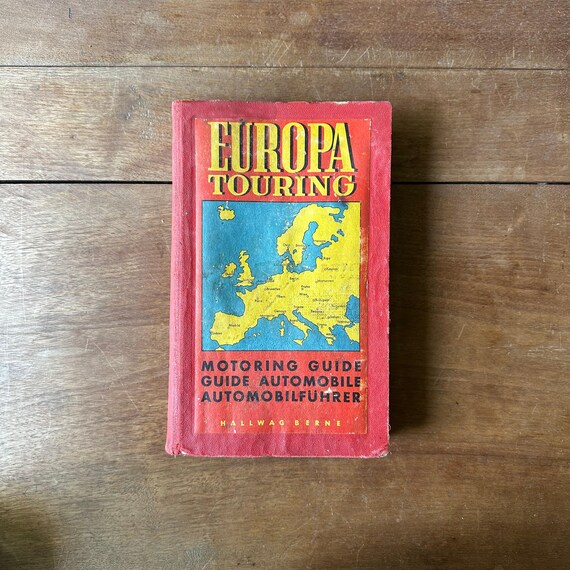 EUROPA
TOURING
MOTORING GUIDE
GUIDE AUTOMOBILE
AUTOMOBILFÜHRER
HALLWAG BERNE